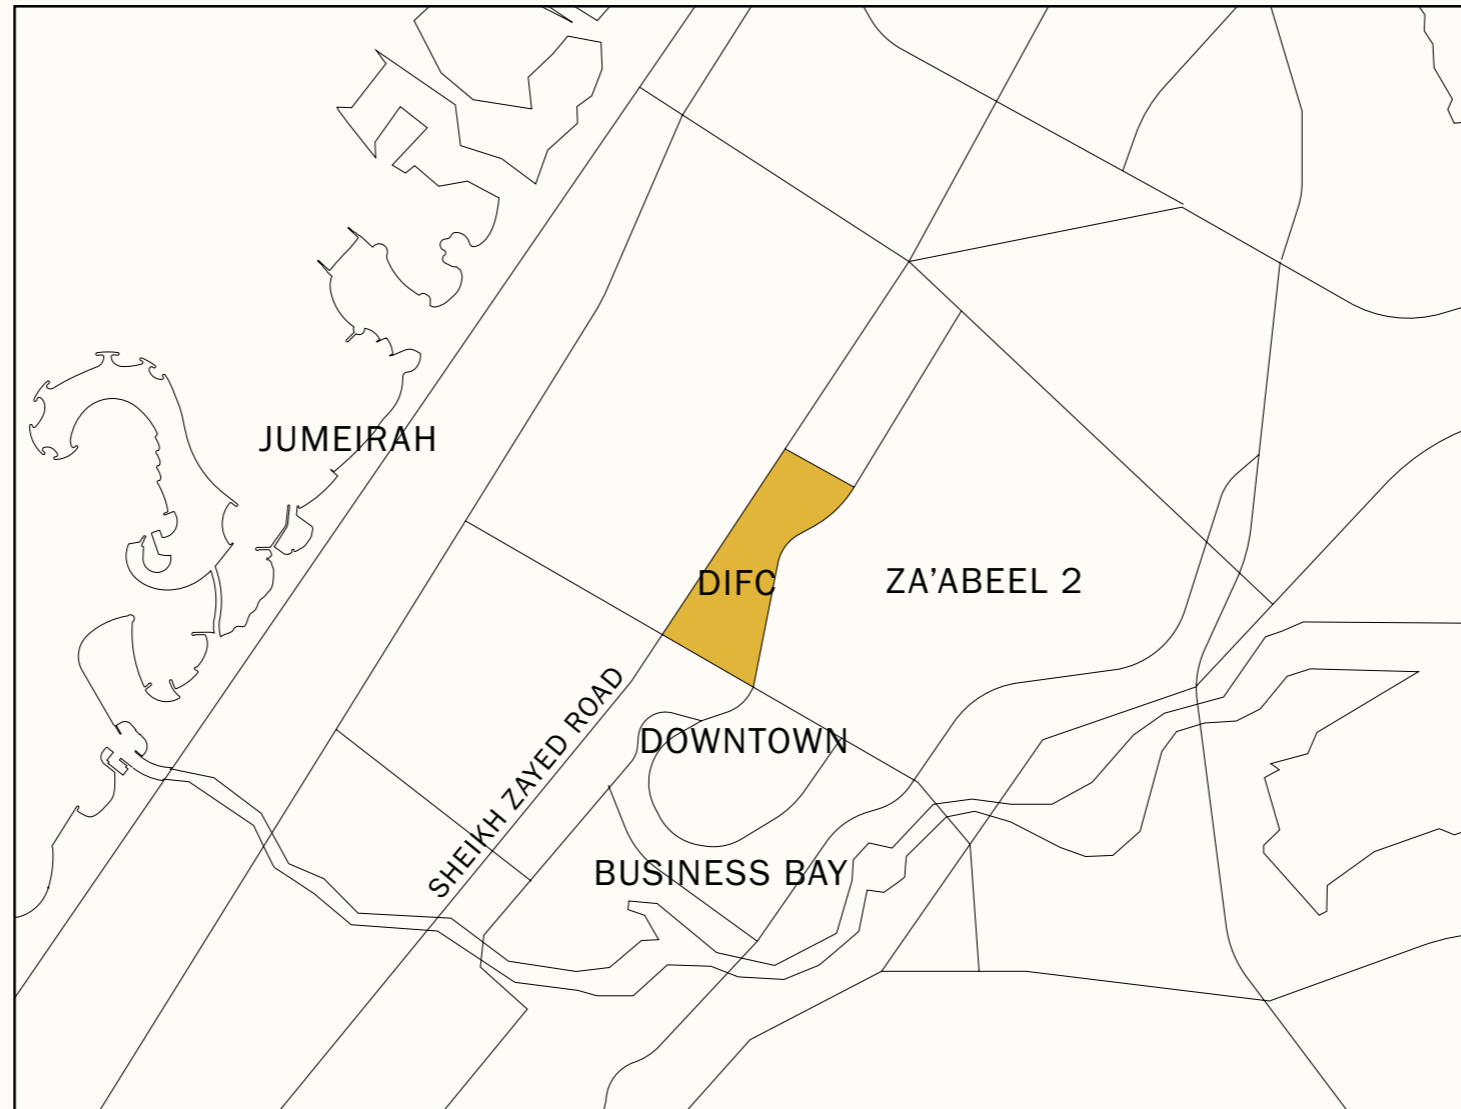 JUMEIRAH
DIFC
ZA’ABEEL 2
SHEIKH ZAYED ROAD
DOWNTOWN
BUSINESS BAY